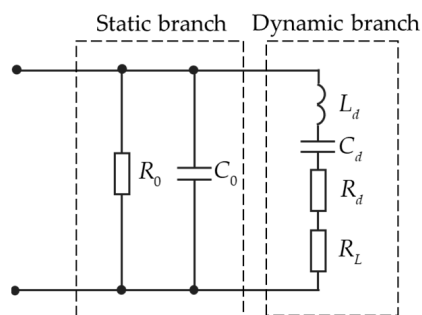 Static branch Dynamic branch
L_d
C_d
R_0 C_0
R_d
R_L